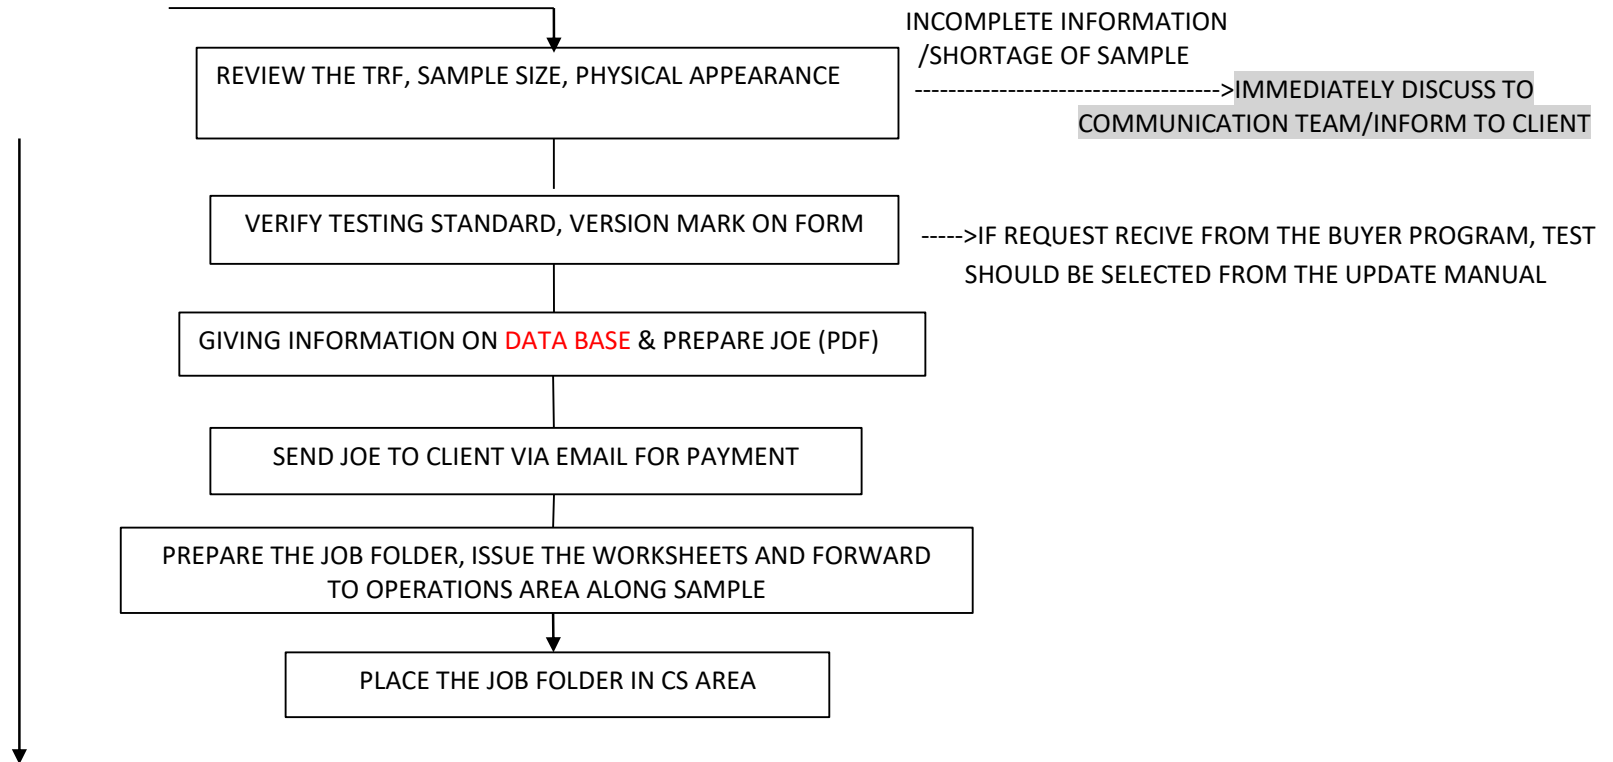 INCOMPLETE INFORMATION
/SHORTAGE OF SAMPLE
REVIEW THE TRF, SAMPLE SIZE, PHYSICAL APPEARANCE
------------------------------------>IMMEDIATELY DISCUSS TO
COMMUNICATION TEAM/INFORM TO CLIENT
VERIFY TESTING STANDARD, VERSION MARK ON FORM
----->IF REQUEST RECIVE FROM THE BUYER PROGRAM, TEST
SHOULD BE SELECTED FROM THE UPDATE MANUAL
GIVING INFORMATION ON DATA BASE & PREPARE JOE (PDF)
SEND JOE TO CLIENT VIA EMAIL FOR PAYMENT
PREPARE THE JOB FOLDER, ISSUE THE WORKSHEETS AND FORWARD
TO OPERATIONS AREA ALONG SAMPLE
PLACE THE JOB FOLDER IN CS AREA